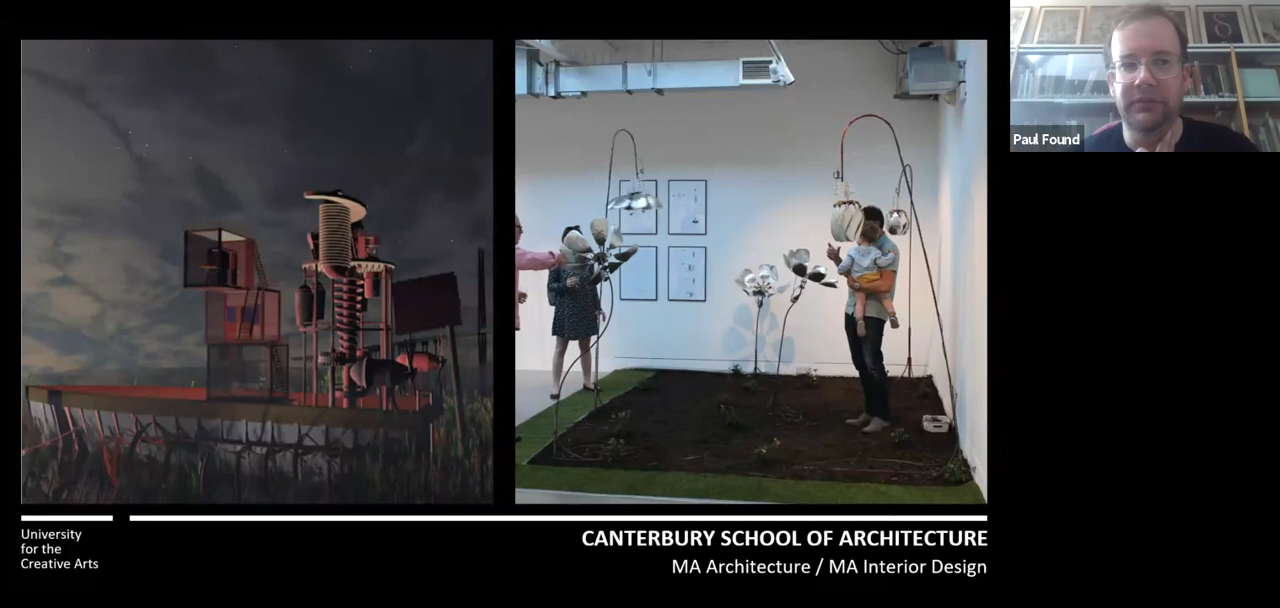 Paul Found
University
for the
Creative Arts
CANTERBURY SCHOOL OF ARCHITECTURE
MA Architecture / MA Interior Design